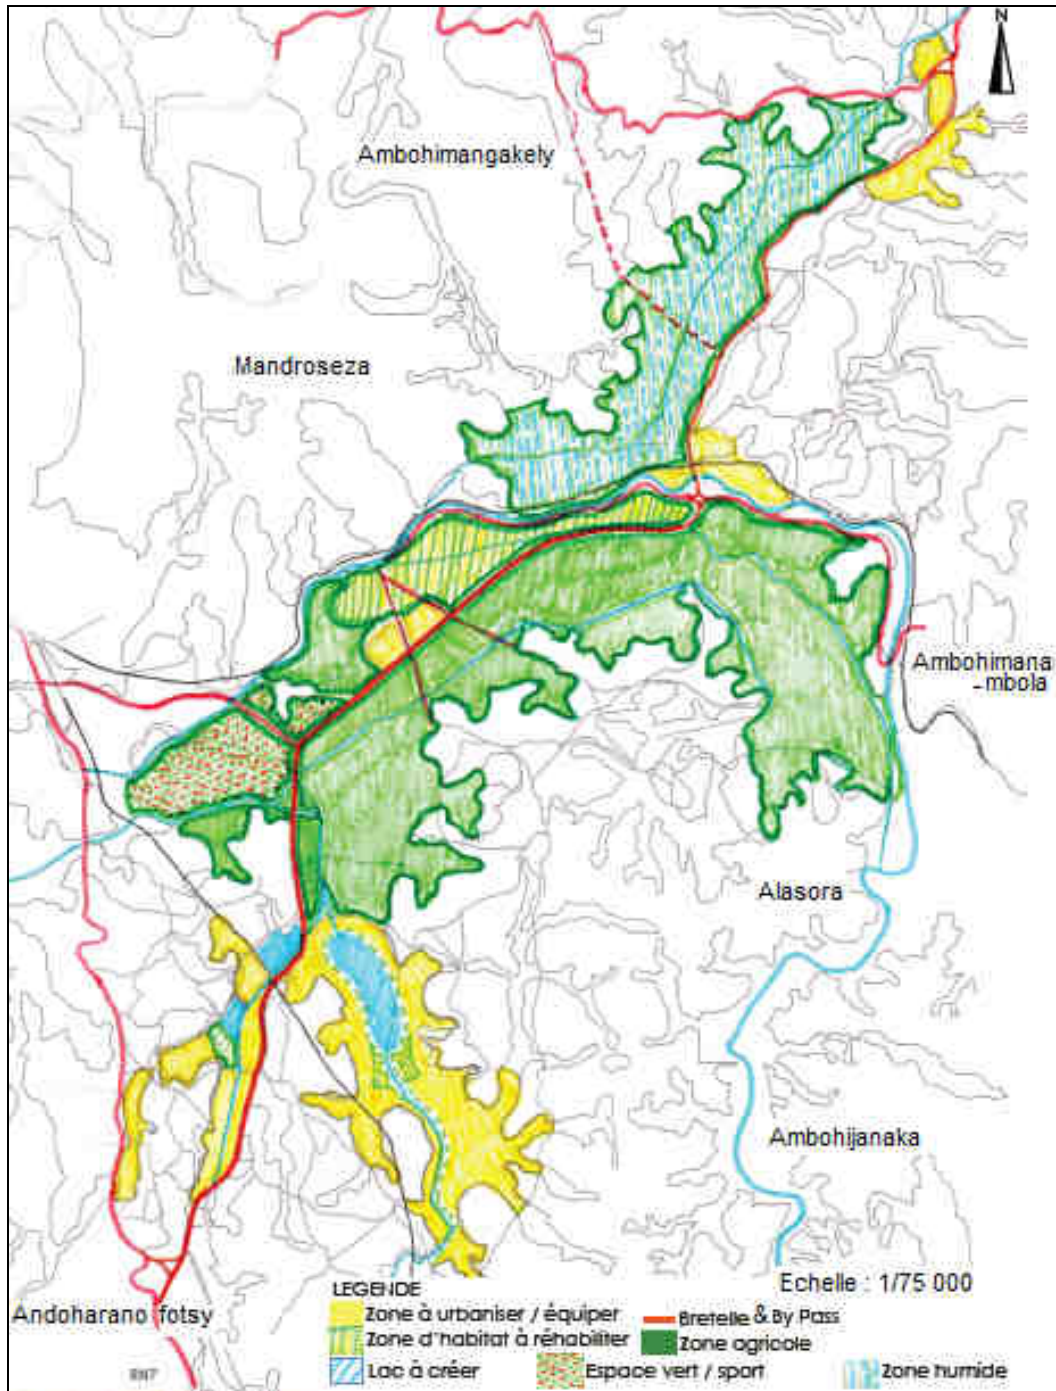 N
Ambohimangakely
Mandroseza
Ambohimana
-mbola
Alasora
Ambohijanaka
Echelle : 1/75 000
Andoharano fotsy
RN7
LEGENDE
Zone à urbaniser / équiper
Bretelle & By Pass
Zone d'habitat à réhabiliter
Zone agricole
Lac à créer
Espace vert / sport
Zone humide